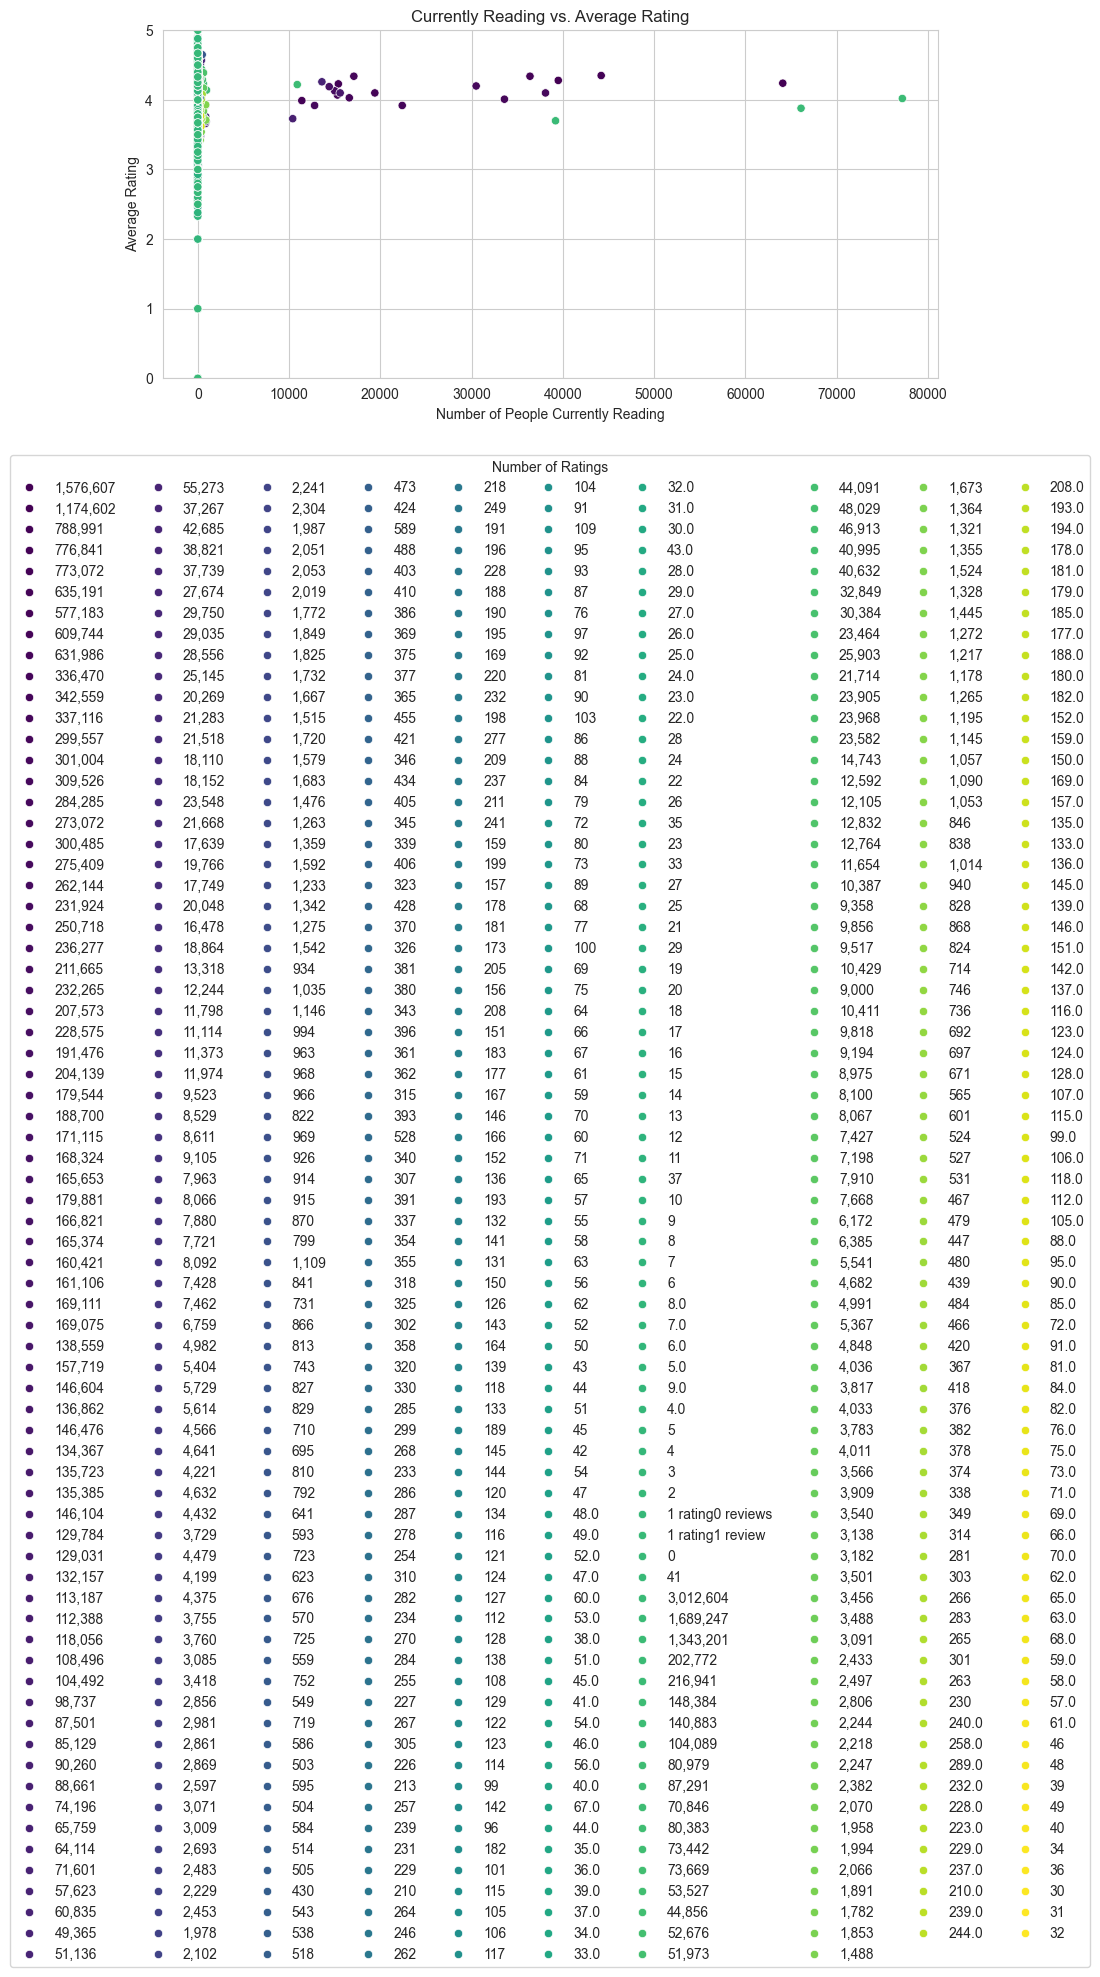 Currently Reading vs. Average Rating
5
4
3
2
1
0
Average Rating
0 10000 20000 30000 40000 50000 60000 70000 80000
Number of People Currently Reading
Number of Ratings
1,576,607 55,273 2,241 473 218 104 32.0 44,091 1,673 208.0
1,174,602 37,267 2,304 424 249 91 31.0 48,029 1,364 193.0
788,991 42,685 1,987 589 191 109 30.0 46,913 1,321 194.0
776,841 38,821 2,051 488 196 95 43.0 40,995 1,355 178.0
773,072 37,739 2,053 403 228 93 28.0 40,632 1,524 181.0
635,191 27,674 2,019 410 188 87 29.0 32,849 1,328 179.0
577,183 29,750 1,772 386 190 76 27.0 30,384 1,445 185.0
609,744 29,035 1,849 369 195 97 26.0 23,464 1,272 177.0
631,986 28,556 1,825 375 169 92 25.0 25,903 1,217 188.0
336,470 25,145 1,732 377 220 81 24.0 21,714 1,178 180.0
342,559 20,269 1,667 365 232 90 23.0 23,905 1,265 182.0
337,116 21,283 1,515 455 198 103 22.0 23,968 1,195 152.0
299,557 21,518 1,720 421 277 86 28 23,582 1,145 159.0
301,004 18,110 1,579 346 209 88 24 14,743 1,057 150.0
309,526 18,152 1,683 434 237 84 22 12,592 1,090 169.0
284,285 23,548 1,476 405 211 79 26 12,105 1,053 157.0
273,072 21,668 1,263 345 241 72 35 12,832 846 135.0
300,485 17,639 1,359 339 159 80 23 12,764 838 133.0
275,409 19,766 1,592 406 199 73 33 11,654 1,014 136.0
262,144 17,749 1,233 323 157 89 27 10,387 940 145.0
231,924 20,048 1,342 428 178 68 25 9,358 828 139.0
250,718 16,478 1,275 370 181 77 21 9,856 868 146.0
236,277 18,864 1,542 326 173 100 29 9,517 824 151.0
211,665 13,318 934 381 205 69 19 10,429 714 142.0
232,265 12,244 1,035 380 156 75 20 9,000 746 137.0
207,573 11,798 1,146 343 208 64 18 10,411 736 116.0
228,575 11,114 994 396 151 66 17 9,818 692 123.0
191,476 11,373 963 361 183 67 16 9,194 697 124.0
204,139 11,974 968 362 177 61 15 8,975 671 128.0
179,544 9,523 966 315 167 59 14 8,100 565 107.0
188,700 8,529 822 393 146 70 13 8,067 601 115.0
171,115 8,611 969 528 166 60 12 7,427 524 99.0
168,324 9,105 926 340 152 71 11 7,198 527 106.0
165,653 7,963 914 307 136 65 37 7,910 531 118.0
179,881 8,066 915 391 193 57 10 7,668 467 112.0
166,821 7,880 870 337 132 55 9 6,172 479 105.0
165,374 7,721 799 354 141 58 8 6,385 447 88.0
160,421 8,092 1,109 355 131 63 7 5,541 480 95.0
161,106 7,428 841 318 150 56 6 4,682 439 90.0
169,111 7,462 731 325 126 62 8.0 4,991 484 85.0
169,075 6,759 866 302 143 52 7.0 5,367 466 72.0
138,559 4,982 813 358 164 50 6.0 4,848 420 91.0
157,719 5,404 743 320 139 43 5.0 4,036 367 81.0
146,604 5,729 827 330 118 44 9.0 3,817 418 84.0
136,862 5,614 829 285 133 51 4.0 4,033 376 82.0
146,476 4,566 710 299 189 45 5 3,783 382 76.0
134,367 4,641 695 268 145 42 4 4,011 378 75.0
135,723 4,221 810 233 144 54 3 3,566 374 73.0
135,385 4,632 792 286 120 47 2 3,909 338 71.0
146,104 4,432 641 287 134 48.0 1 rating0 reviews 3,540 349 69.0
129,784 3,729 593 278 116 49.0 1 rating1 review 3,138 314 66.0
129,031 4,479 723 254 121 52.0 0 3,182 281 70.0
132,157 4,199 623 310 124 47.0 41 3,501 303 62.0
113,187 4,375 676 282 127 60.0 3,012,604 3,456 266 65.0
112,388 3,755 570 234 112 53.0 1,689,247 3,488 283 63.0
118,056 3,760 725 270 128 38.0 1,343,201 3,091 265 68.0
108,496 3,085 559 284 138 51.0 202,772 2,433 301 59.0
104,492 3,418 752 255 108 45.0 216,941 2,497 263 58.0
98,737 2,856 549 227 129 41.0 148,384 2,806 230 57.0
87,501 2,981 719 267 122 54.0 140,883 2,244 240.0 61.0
85,129 2,861 586 305 123 46.0 104,089 2,218 258.0 46
90,260 2,869 503 226 114 56.0 80,979 2,247 289.0 48
88,661 2,597 595 213 99 40.0 87,291 2,382 232.0 39
74,196 3,071 504 257 142 67.0 70,846 2,070 228.0 49
65,759 3,009 584 239 96 44.0 80,383 1,958 223.0 40
64,114 2,693 514 231 182 35.0 73,442 1,994 229.0 34
71,601 2,483 505 229 101 36.0 73,669 2,066 237.0 36
57,623 2,229 430 210 115 39.0 53,527 1,891 210.0 30
60,835 2,453 543 264 105 37.0 44,856 1,782 239.0 31
49,365 1,978 538 246 106 34.0 52,676 1,853 244.0 32
51,136 2,102 518 262 117 33.0 51,973 1,488